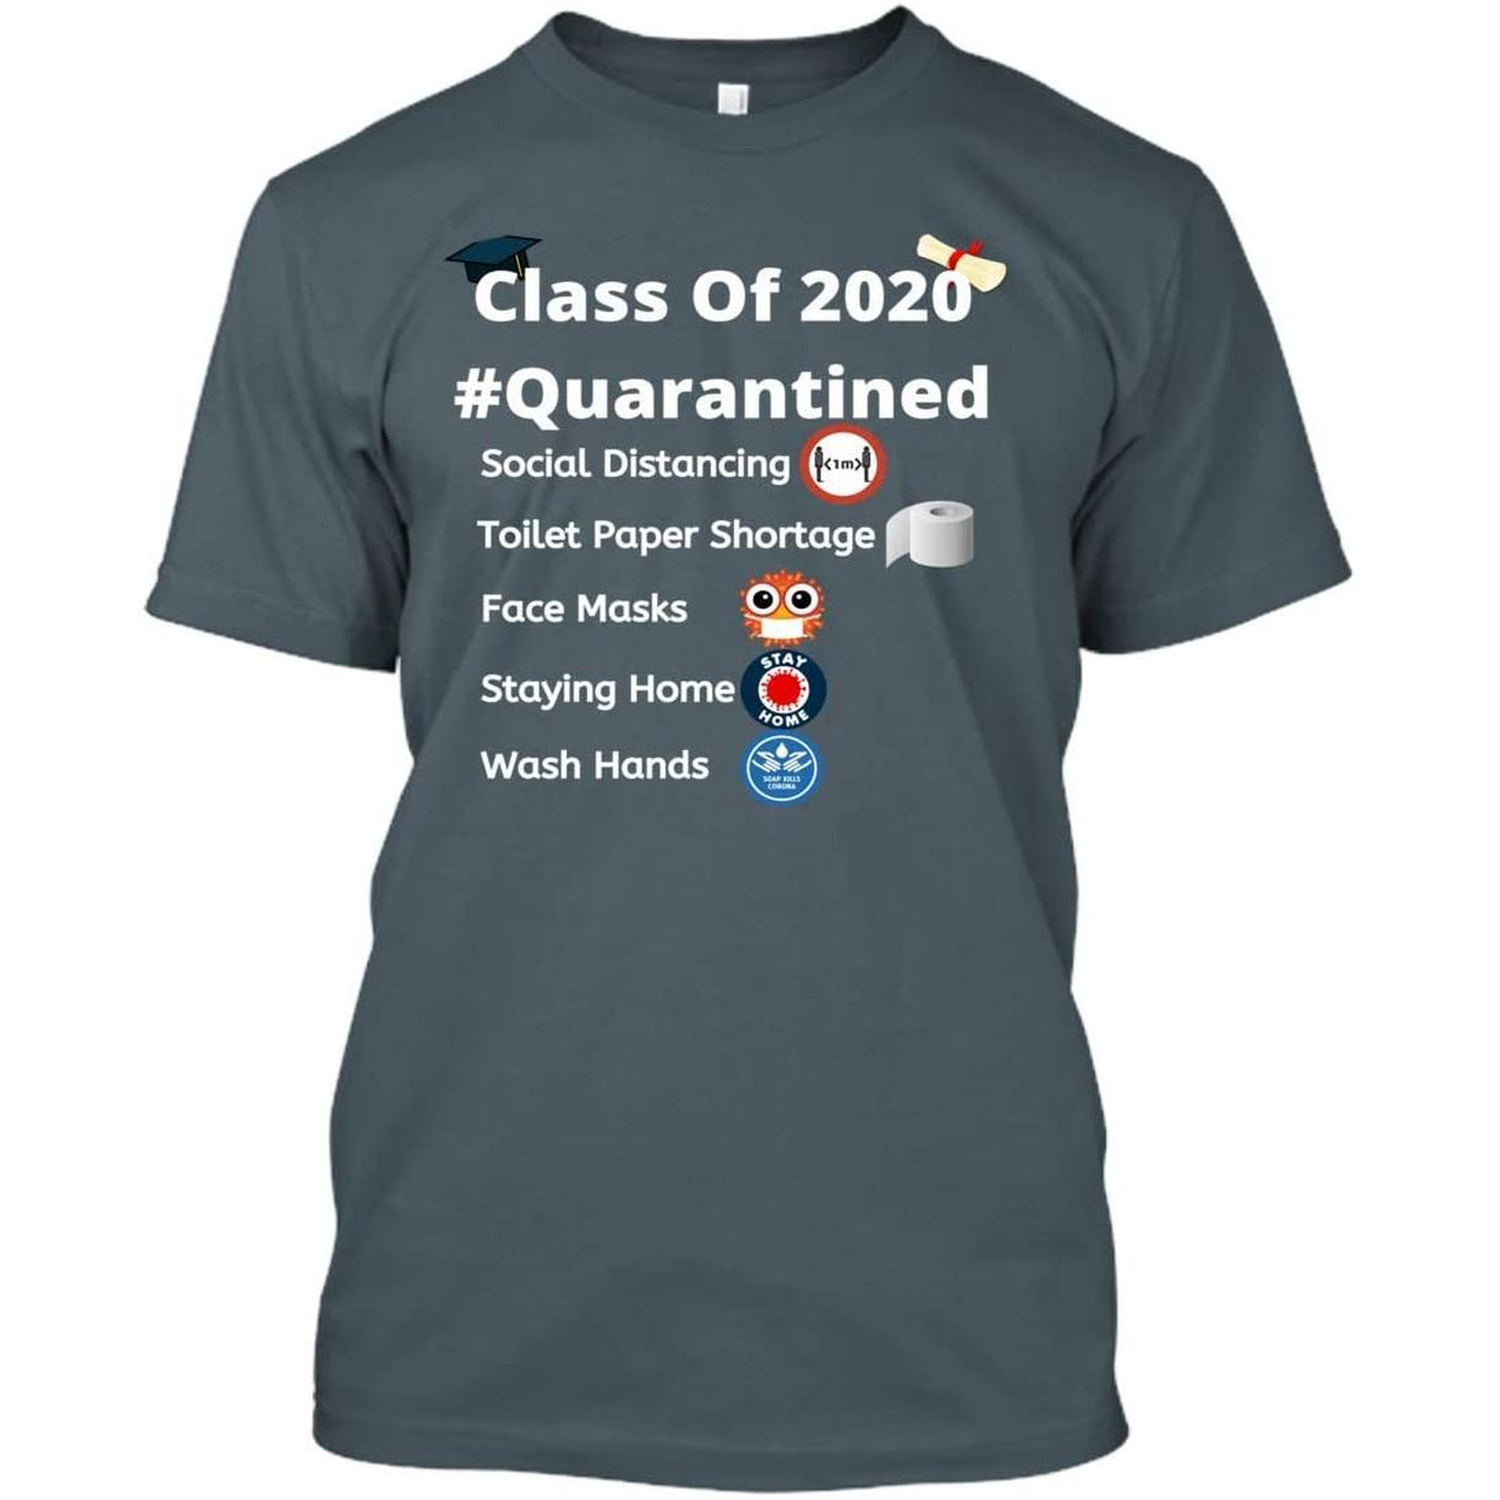 Class Of 2020
#Quarantined
Social Distancing
<1m>
Toilet Paper Shortage
Face Masks
STAY
Staying Home
HOME
Wash Hands
SOAP KILLS
CORONA